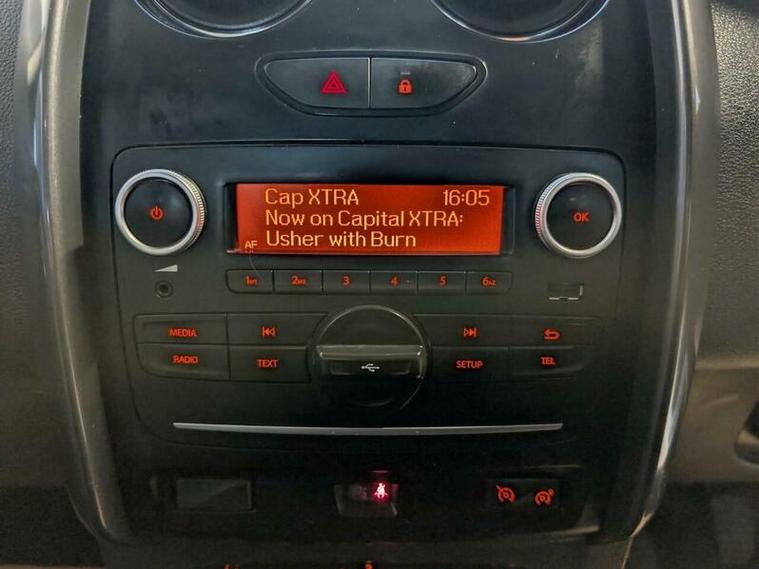 Cap XTRA 16:05
Now on Capital XTRA:
AF Usher with Burn
OK
1 2 3 4 5 6
MEDIA
RADIO TEXT SETUP TEL